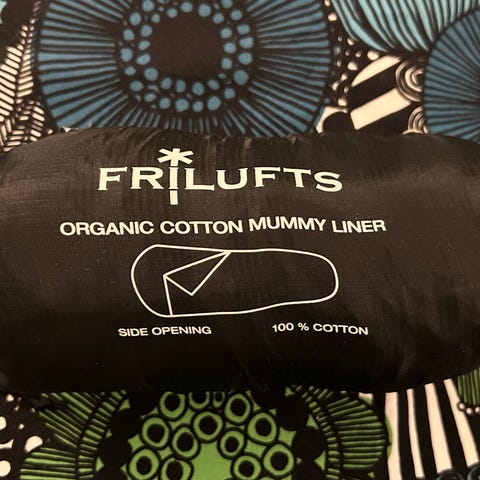 FRILUFTS
ORGANIC COTTON MUMMY LINER
SIDE OPENING 100 % COTTON